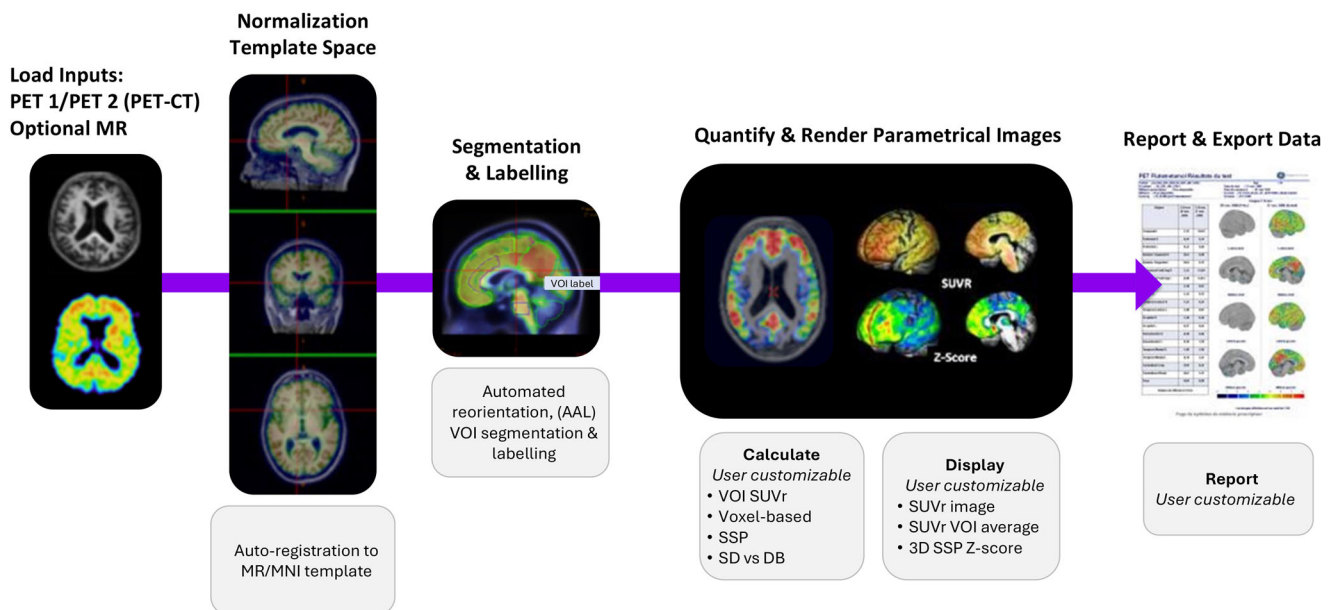 Load Inputs:
PET 1/PET 2 (PET-CT)
Optional MR
Normalization
Template Space
Auto-registration to
MR/MNI template
Segmentation
& Labelling
VOI label
Automated
reorientation, (AAL)
VOI segmentation &
labelling
Quantify & Render Parametrical Images
SUVR
Z-Score
Calculate
User customizable
• VOI SUVr
• Voxel-based
• SSP
• SD vs DB
Display
User customizable
• SUVr image
• SUVr VOI average
• 3D SSP Z-score
Report & Export Data
Report
User customizable